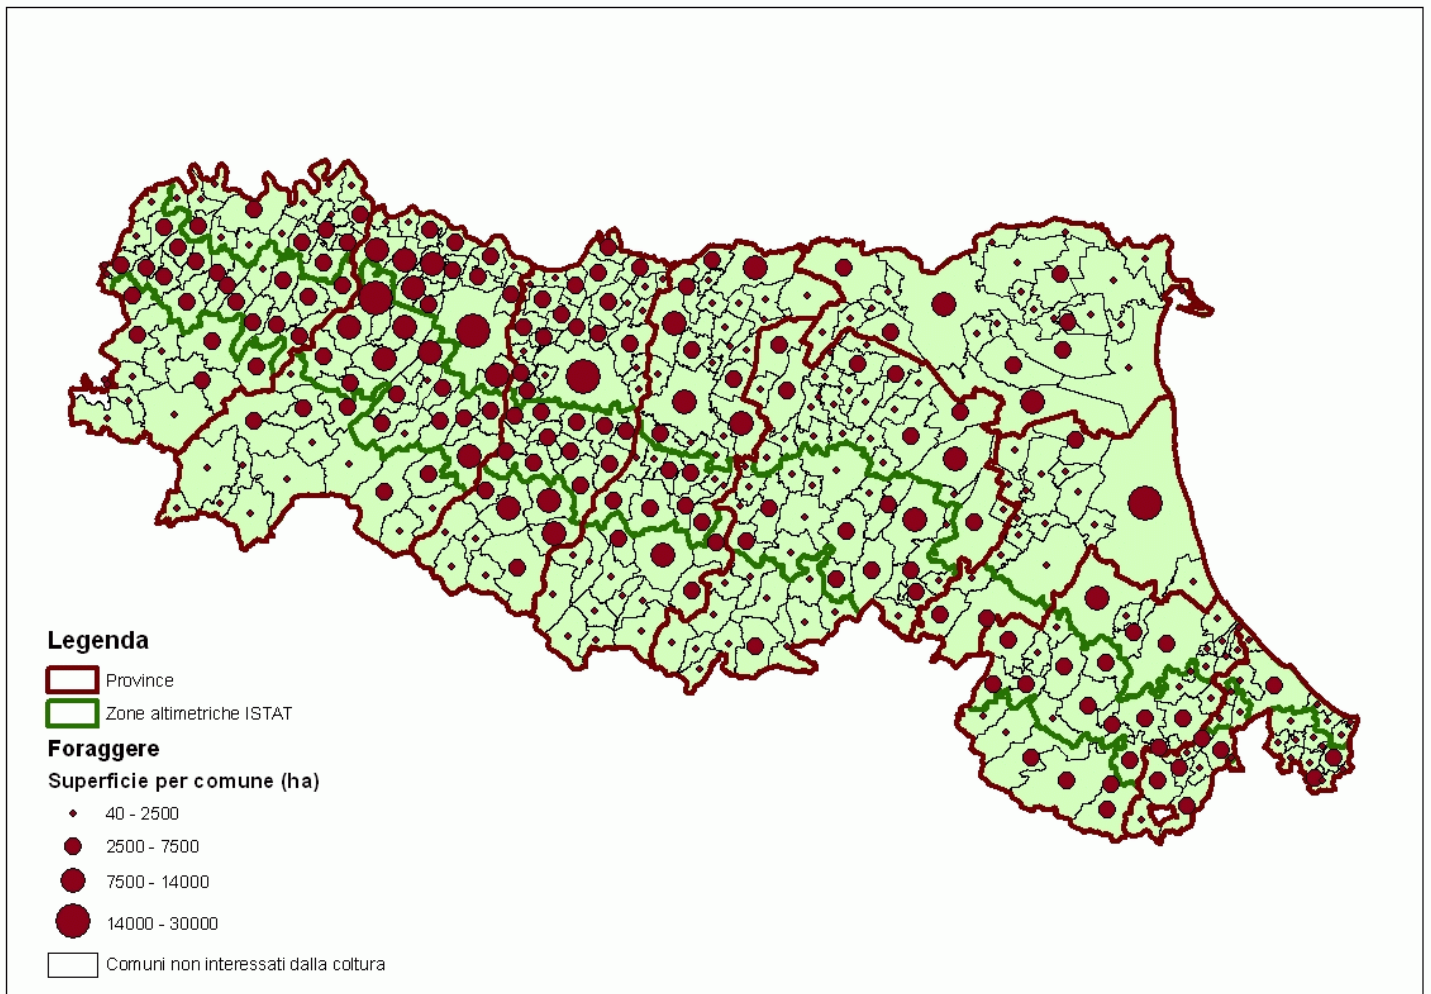 Legenda
Province
Zone altimetriche ISTAT
Foraggere
Superficie per comune (ha)
40 - 2500
2500 - 7500
7500 - 14000
14000 - 30000
Comuni non interessati dalla coltura